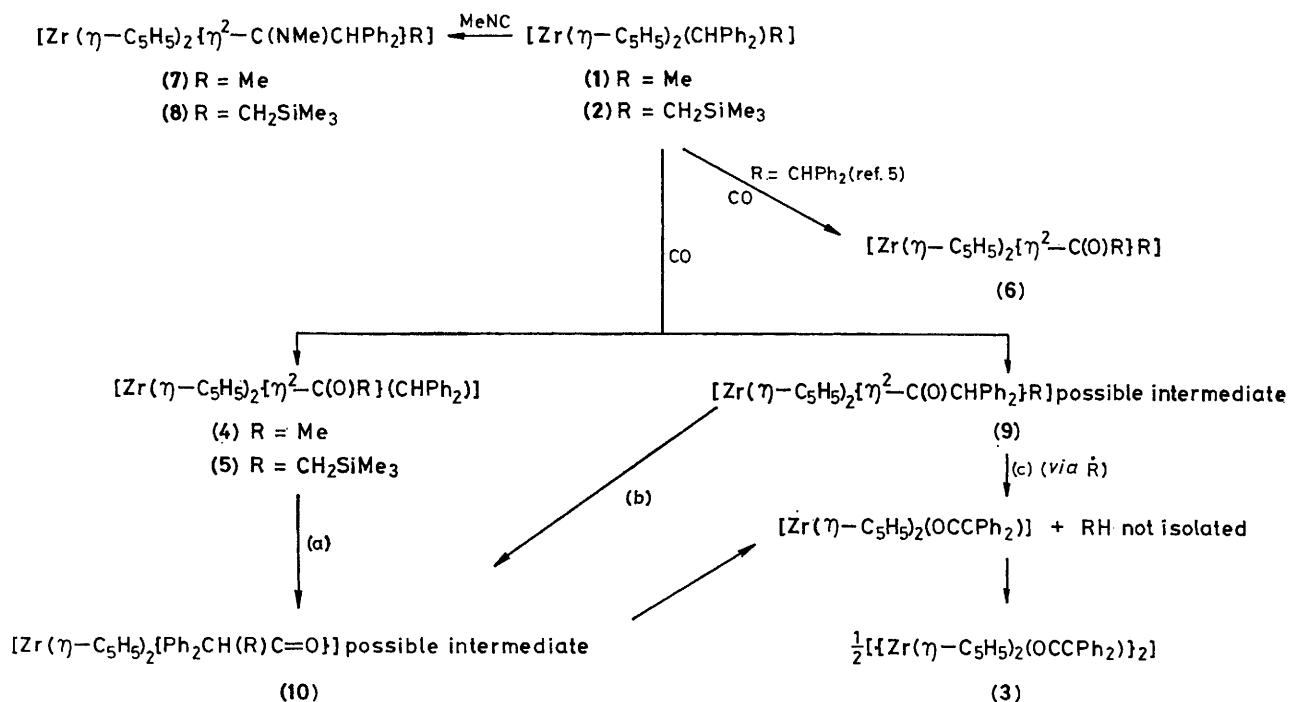 [Zr(η–C₅H₅)₂{η²–C(NMe)CHPh₂}R] MeNC [Zr(η–C₅H₅)₂(CHPh₂)R]
(7) R = Me (1) R = Me
(8) R = CH₂SiMe₃ (2) R = CH₂SiMe₃
R = CHPh₂(ref. 5)
CO
CO
[Zr(η–C₅H₅)₂{η²–C(O)R}R]
(6)
[Zr(η–C₅H₅)₂{η²–C(O)R}(CHPh₂)] [Zr(η–C₅H₅)₂{η²–C(O)CHPh₂}R] possible intermediate
(4) R = Me (9)
(5) R = CH₂SiMe₃
(c) (via Ṙ)
(b)
[Zr(η–C₅H₅)₂(OCCPh₂)] + RH not isolated
(a)
[Zr(η–C₅H₅)₂{Ph₂CH(R)C=O}] possible intermediate ½[{Zr(η–C₅H₅)₂(OCCPh₂)}₂]
(10) (3)